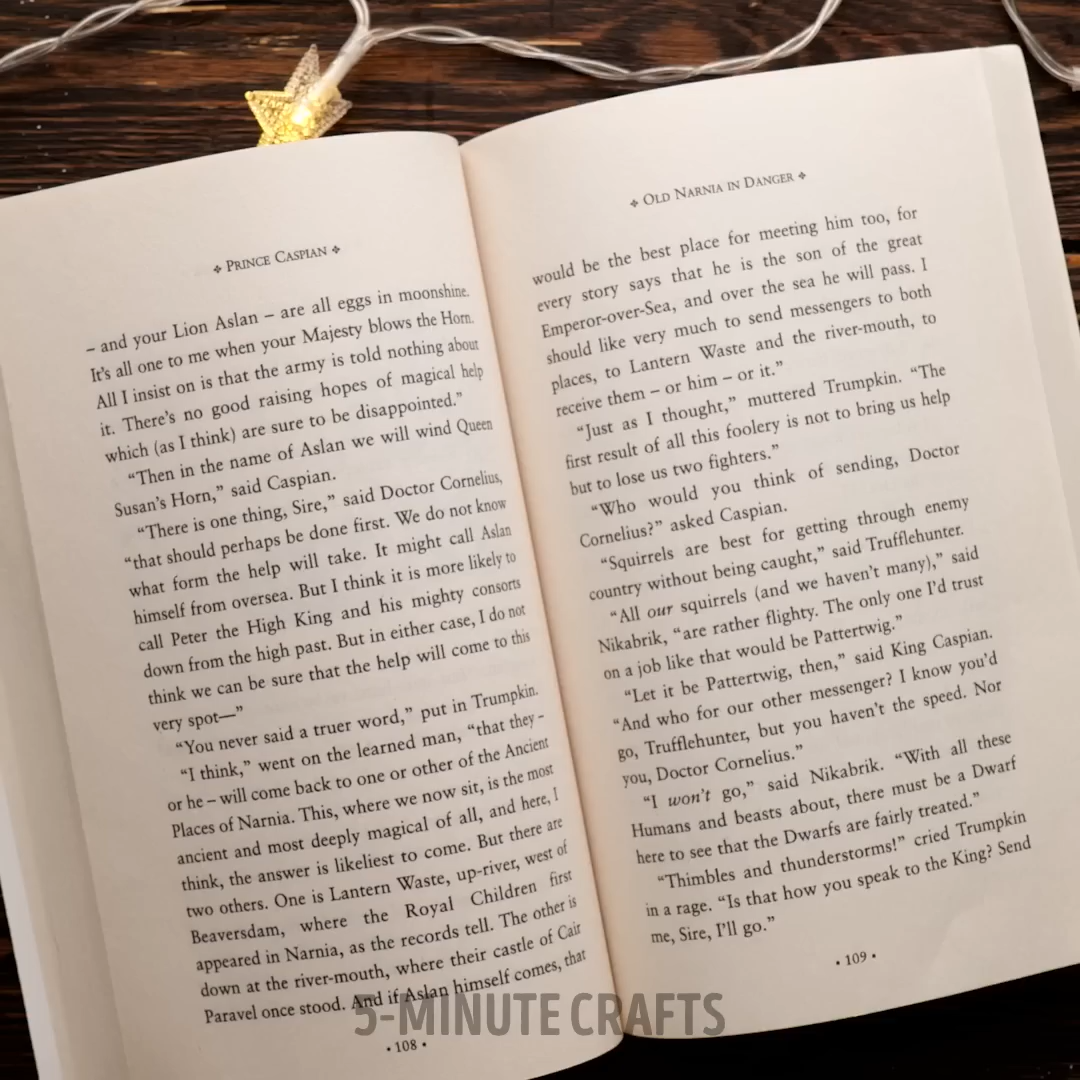 ❖ PRINCE CASPIAN ❖
– and your Lion Aslan – are all eggs in moonshine.
It's all one to me when your Majesty blows the Horn.
All I insist on is that the army is told nothing about
it. There's no good raising hopes of magical help
which (as I think) are sure to be disappointed.”
“Then in the name of Aslan we will wind Queen
Susan's Horn,” said Caspian.
“There is one thing, Sire,” said Doctor Cornelius,
“that should perhaps be done first. We do not know
what form the help will take. It might call Aslan
himself from oversea. But I think it is more likely to
call Peter the High King and his mighty consorts
down from the high past. But in either case, I do not
think we can be sure that the help will come to this
very spot—”
“You never said a truer word,” put in Trumpkin.
“I think,” went on the learned man, “that they –
or he – will come back to one or other of the Ancient
Places of Narnia. This, where we now sit, is the most
ancient and most deeply magical of all, and here, I
think, the answer is likeliest to come. But there are
two others. One is Lantern Waste, up-river, west of
Beaversdam, where the Royal Children first
appeared in Narnia, as the records tell. The other is
down at the river-mouth, where their castle of Cair
Paravel once stood. And if Aslan himself comes, that
• 108 •
❖ OLD NARNIA IN DANGER ❖
would be the best place for meeting him too, for
every story says that he is the son of the great
Emperor-over-Sea, and over the sea he will pass. I
should like very much to send messengers to both
places, to Lantern Waste and the river-mouth, to
receive them – or him – or it.”
“Just as I thought,” muttered Trumpkin. “The
first result of all this foolery is not to bring us help
but to lose us two fighters.”
“Who would you think of sending, Doctor
Cornelius?” asked Caspian.
“Squirrels are best for getting through enemy
country without being caught,” said Trufflehunter.
“All our squirrels (and we haven't many),” said
Nikabrik, “are rather flighty. The only one I'd trust
on a job like that would be Pattertwig.”
“Let it be Pattertwig, then,” said King Caspian.
“And who for our other messenger? I know you'd
go, Trufflehunter, but you haven't the speed. Nor
you, Doctor Cornelius.”
“I won't go,” said Nikabrik. “With all these
Humans and beasts about, there must be a Dwarf
here to see that the Dwarfs are fairly treated.”
“Thimbles and thunderstorms!” cried Trumpkin
in a rage. “Is that how you speak to the King? Send
me, Sire, I'll go.”
• 109 •
5-MINUTE CRAFTS